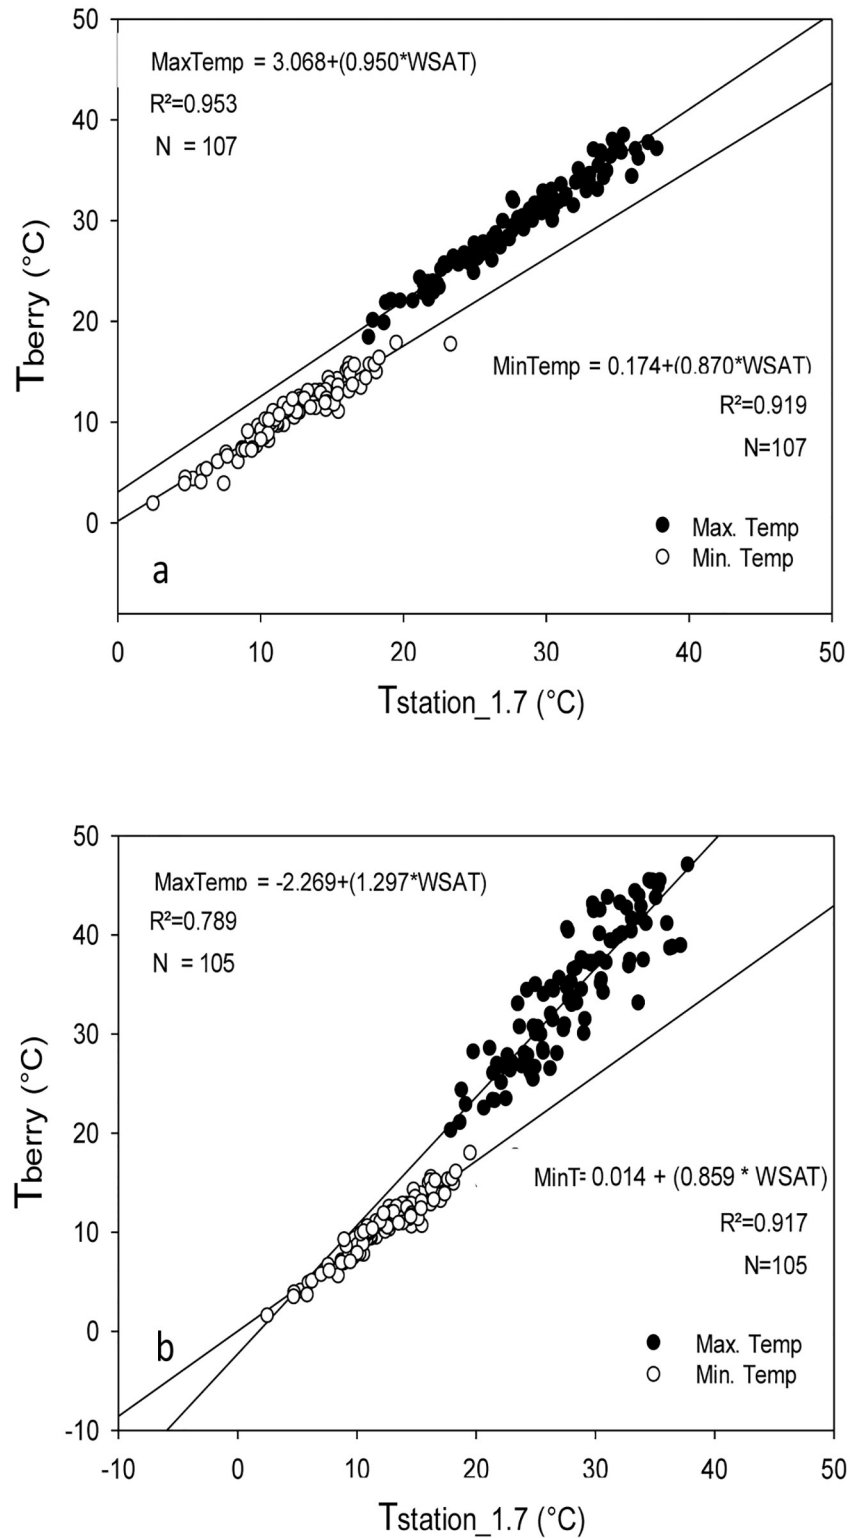 50
MaxTemp = 3.068+(0.950*WSAT)
R²=0.953
N = 107
40
30
20
10
0
Tberry (°C)
MinTemp = 0.174+(0.870*WSAT)
R²=0.919
N=107
Max. Temp
Min. Temp
a
0 10 20 30 40 50
Tstation_1.7 (°C)
50
MaxTemp = -2.269+(1.297*WSAT)
R²=0.789
N = 105
40
30
20
10
0
-10
Tberry (°C)
MinT= 0.014 + (0.859 * WSAT)
R²=0.917
N=105
Max. Temp
Min. Temp
b
-10 0 10 20 30 40 50
Tstation_1.7 (°C)